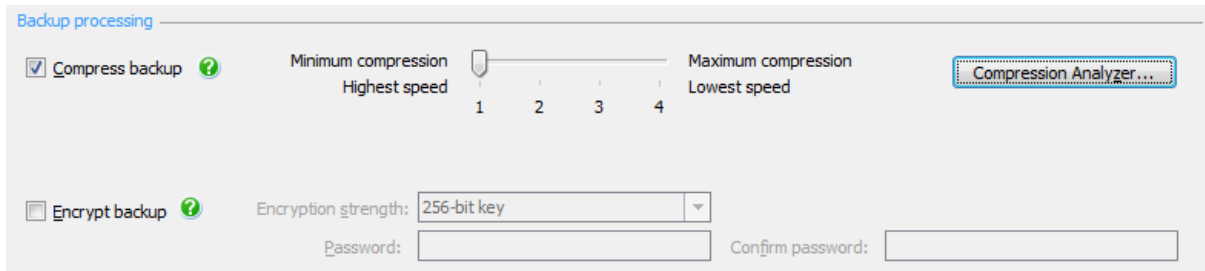 Backup processing
Compress backup ?
Minimum compression
Highest speed
1 2 3 4
Maximum compression
Lowest speed
Compression Analyzer...
Encrypt backup ?
Encryption strength: 256-bit key
Password:
Confirm password: